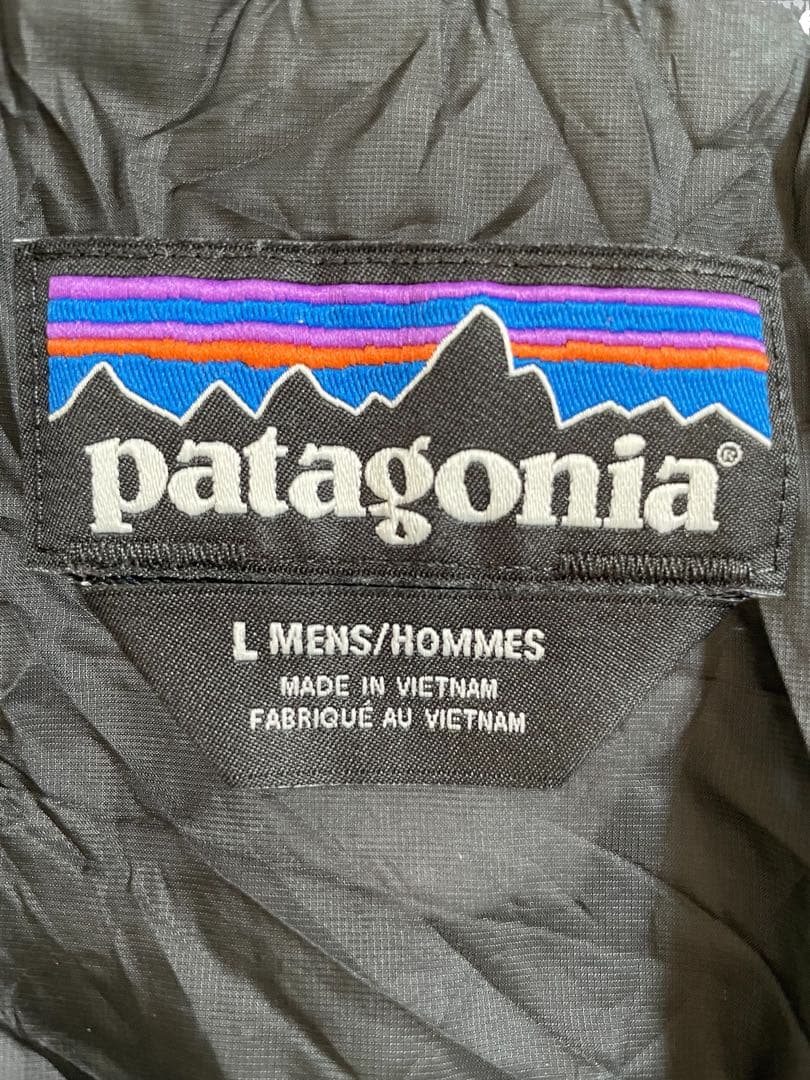 patagonia®
L MENS/HOMMES
MADE IN VIETNAM
FABRIQUÉ AU VIETNAM